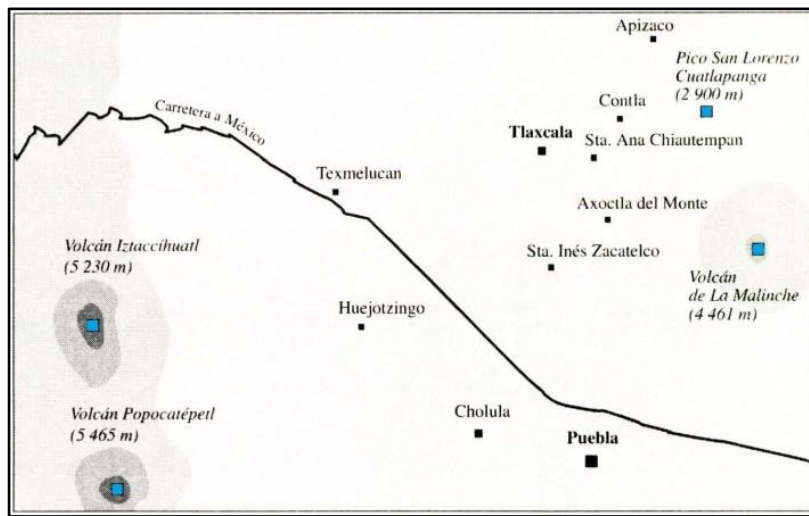 Apizaco
Pico San Lorenzo
Cuatlapanga
(2 900 m)
Carretera a México
Contla
Tlaxcala
Sta. Ana Chiautempan
Texmelucan
Axoctla del Monte
Volcán Iztaccíhuatl
(5 230 m)
Sta. Inés Zacatelco
Volcán
de La Malinche
(4 461 m)
Huejotzingo
Volcán Popocatépetl
(5 465 m)
Cholula
Puebla